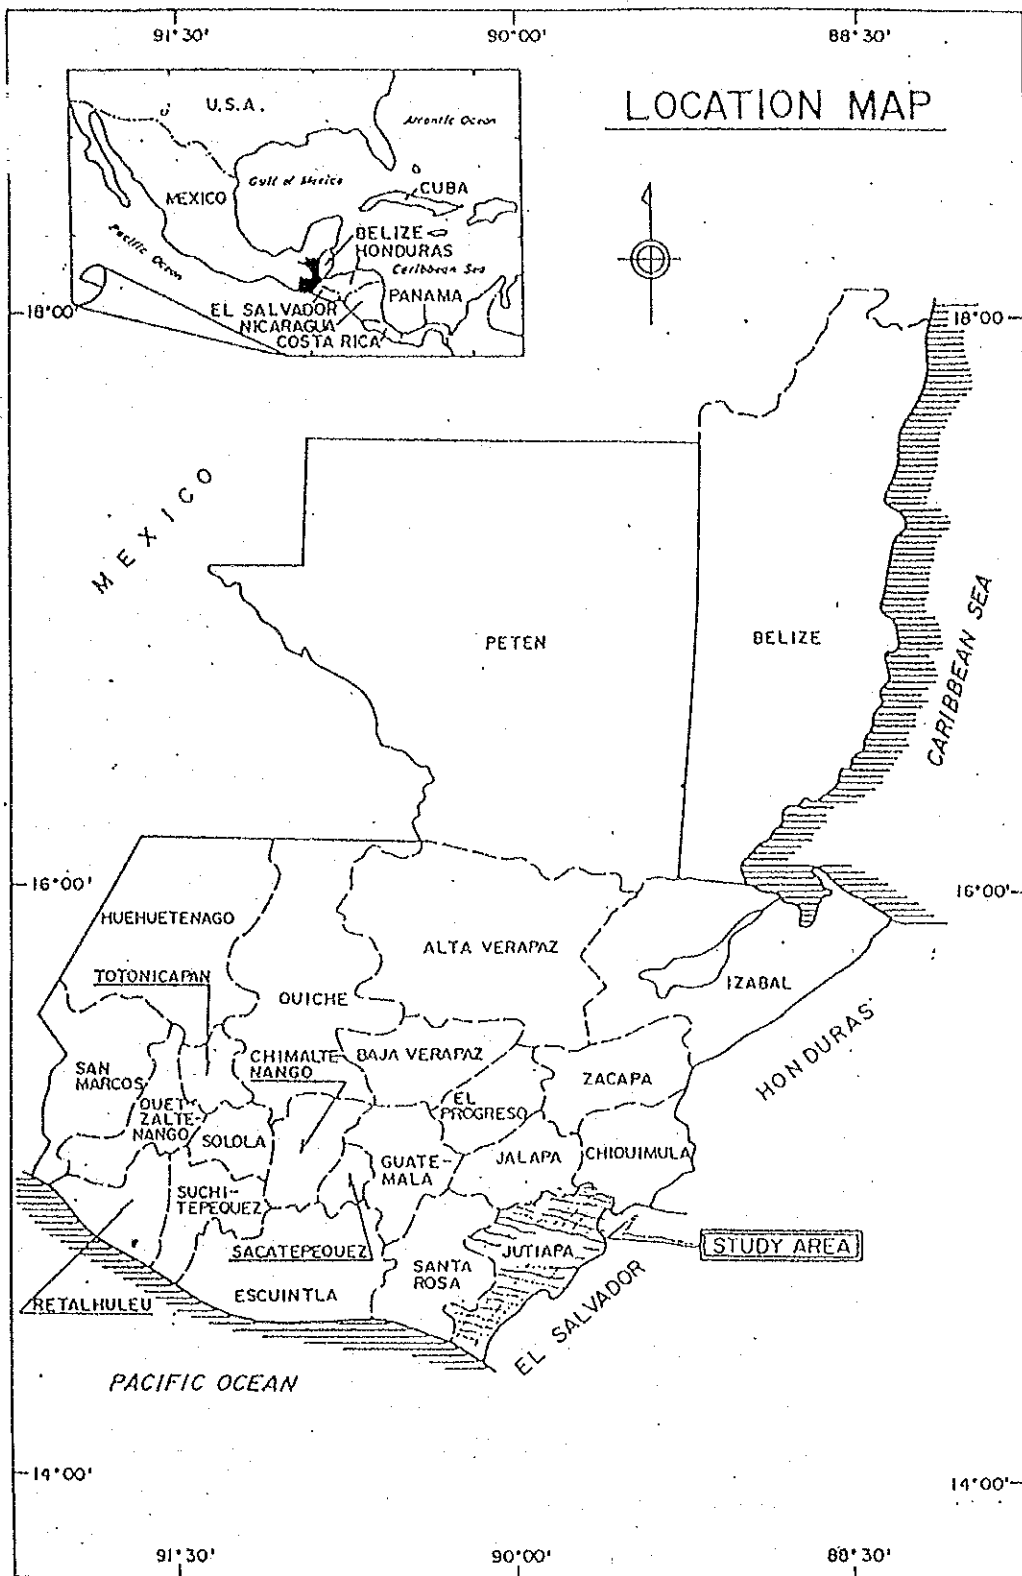 91°30'
90°00'
88°30'
LOCATION MAP
U.S.A.
Atlantic Ocean
Gulf of Mexico
CUBA
MEXICO
Pacific Ocean
BELIZE
HONDURAS
Caribbean Sea
EL SALVADOR
PANAMA
NICARAGUA
COSTA RICA
18°00'
18°00'
MEXICO
PETEN
BELIZE
CARIBBEAN SEA
16°00'
16°00'
HUEHUETENAGO
ALTA VERAPAZ
TOTONICAPAN
IZABAL
QUICHE
HONDURAS
SAN
MARCOS
CHIMALTE-
NANGO
BAJA VERAPAZ
ZACAPA
QUET-
ZALTE-
NANGO
SOLOLA
EL
PROGRESO
GUATE-
MALA
JALAPA
CHIQUIMULA
SUCHI-
TEPEQUEZ
SACATEPEQUEZ
SANTA
ROSA
JUTIAPA
STUDY AREA
ESCUINTLA
RETALHULEU
EL SALVADOR
PACIFIC OCEAN
14°00'
14°00'
91°30'
90°00'
88°30'